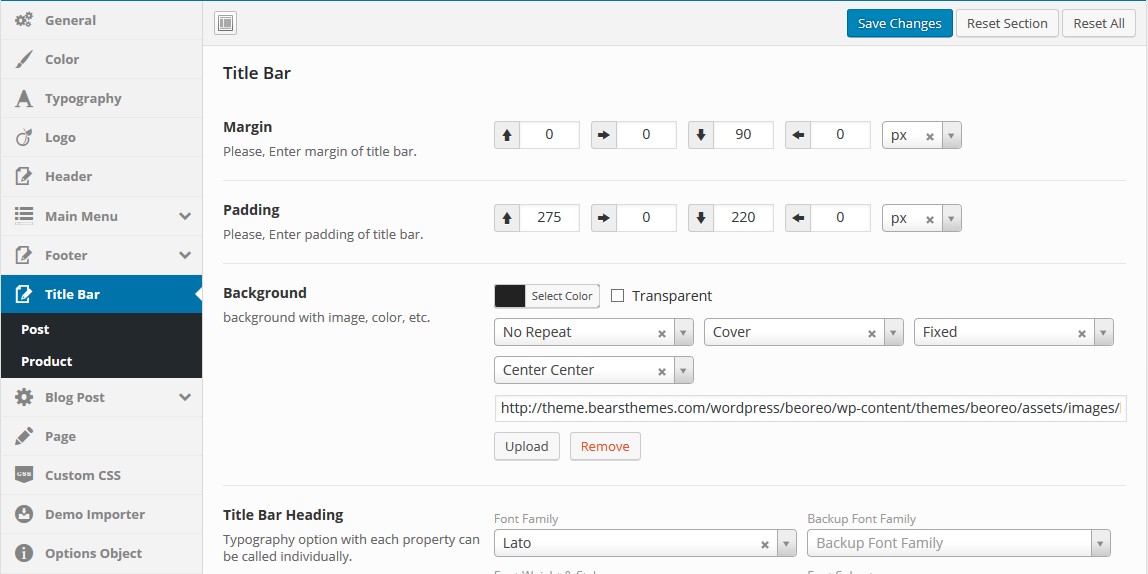 General
Color
Typography
Logo
Header
Main Menu
Footer
Title Bar
Post
Product
Blog Post
Page
CSS
Custom CSS
Demo Importer
Options Object
Save Changes
Reset Section
Reset All
Title Bar
Margin
Please, Enter margin of title bar.
0 0 90 0 px
Padding
Please, Enter padding of title bar.
275 0 220 0 px
Background
background with image, color, etc.
Select Color Transparent
No Repeat Cover Fixed
Center Center
http://theme.bearsthemes.com/wordpress/beoreo/wp-content/themes/beoreo/assets/images/
Upload Remove
Title Bar Heading
Typography option with each property can
be called individually.
Font Family Backup Font Family
Lato Backup Font Family